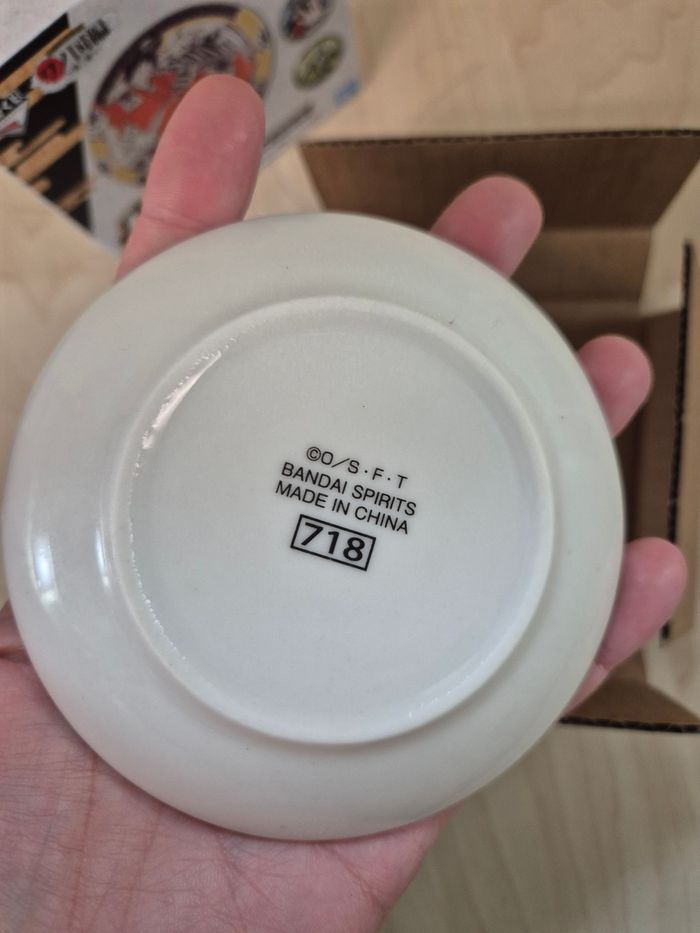 ©O/S・F・T
BANDAI SPIRITS
MADE IN CHINA
718